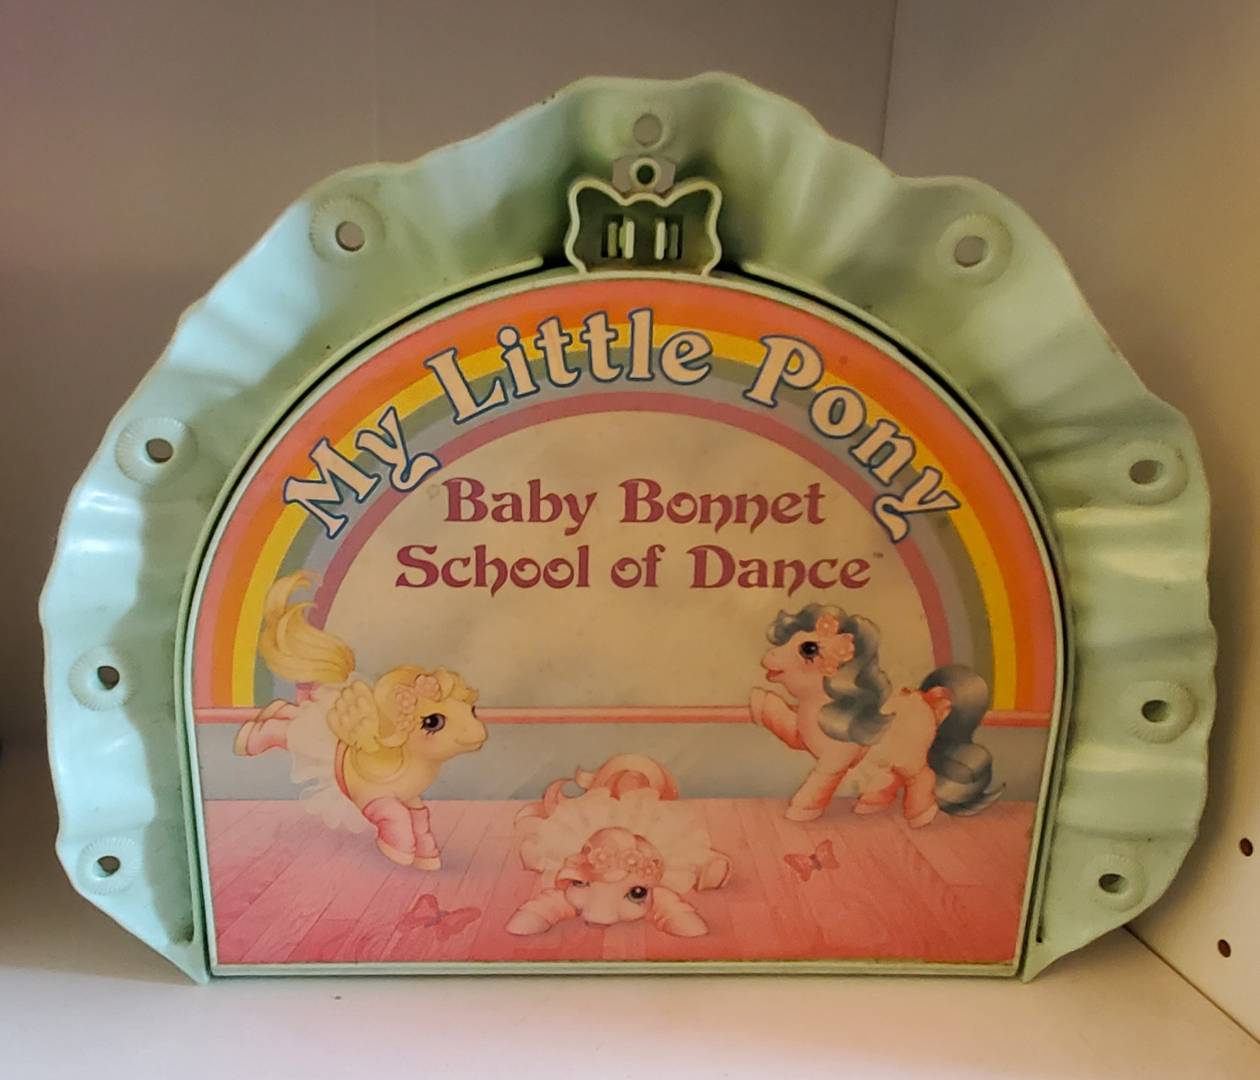 My Little Pony
Baby Bonnet
School of Dance™